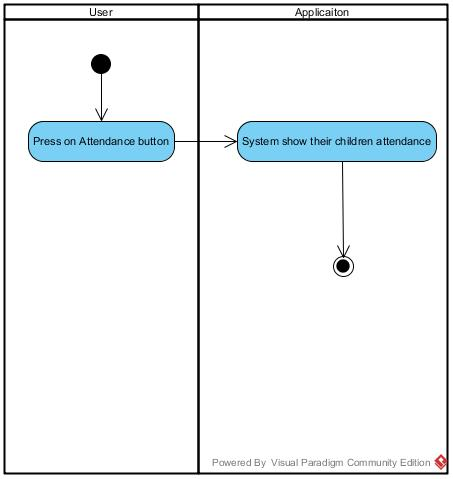 User
Applicaiton
Press on Attendance button
System show their children attendance
Powered By Visual Paradigm Community Edition